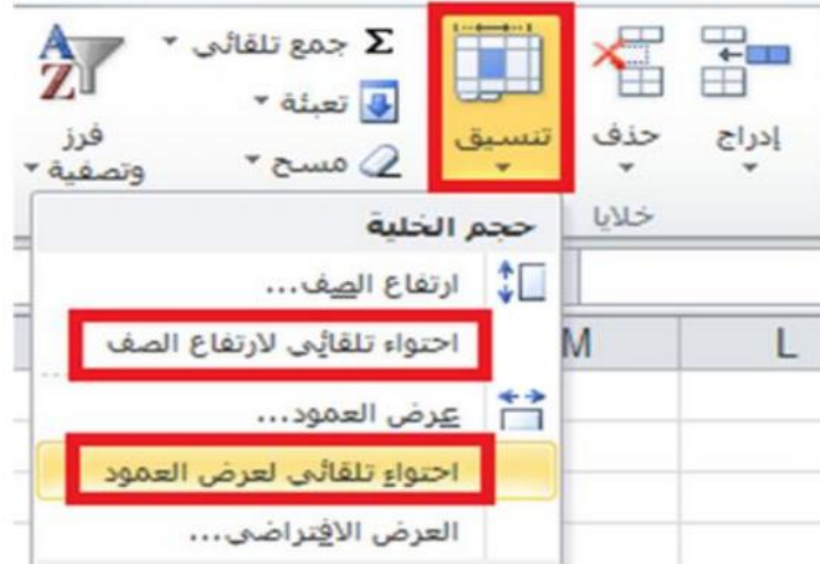 Σ جمع تلقائي
تعبئة
مسح
A
Z
فرز
وتصفية
تنسيق
حذف
إدراج
خلايا
حجم الخلية
ارتفاع الصف...
احتواء تلقائي لارتفاع الصف
عرض العمود...
احتواء تلقائي لعرض العمود
العرض الافتراضي...
M
L